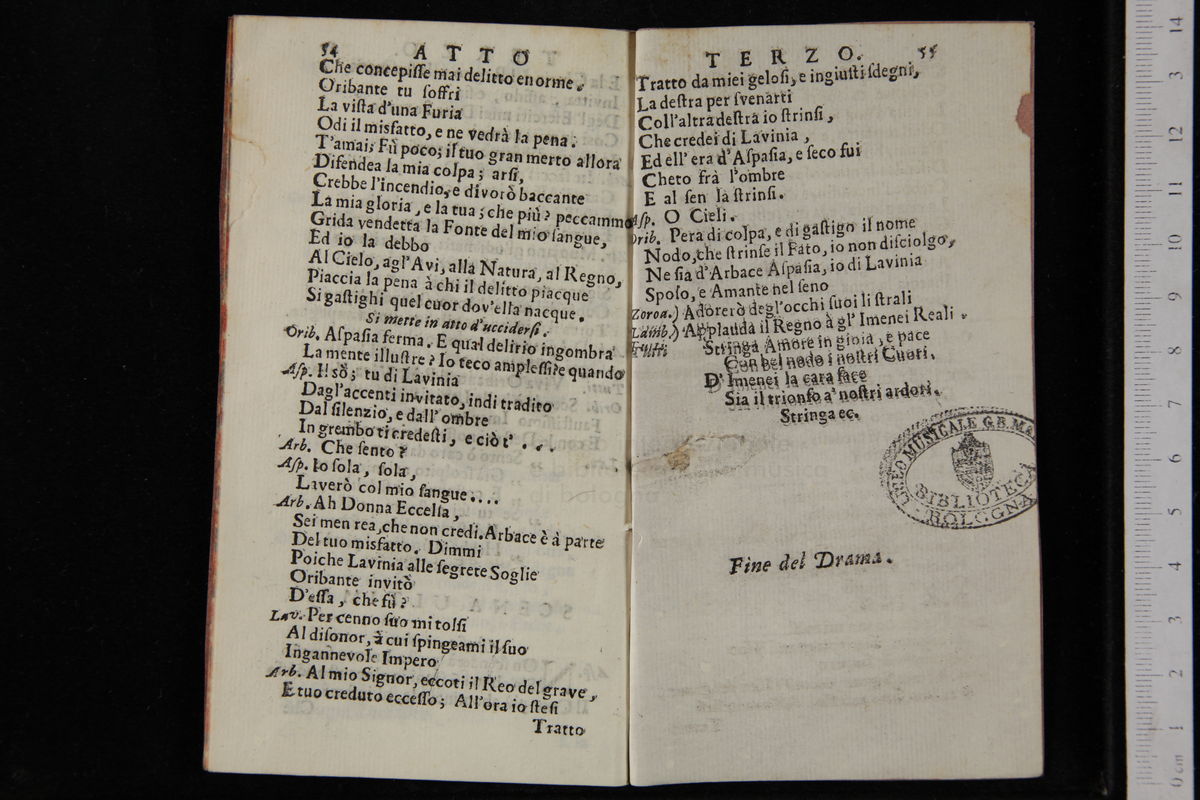 54 ATTO
Che concepiſſe mai delitto enorme.
Oribante tu ſoffri
La viſta d'una Furia
Odi il misfatto, e ne vedrà la pena.
T'amai; Fù poco; il tuo gran merto allora
Difendea la mia colpa; arſi,
Crebbe l'incendio, e divorò baccante
La mia gloria, e la tua; che più? peccammo
Grida vendetta la Fonte del mio ſangue,
Ed io la debbo
Al Cielo, agl'Avi, alla Natura, al Regno,
Piaccia la pena à chi il delitto piacque
Si gaſtighi quel cuor dov'ella nacque.
Si mette in atto d'ucciderſi.
Orib. Aſpaſia ferma. E qual delirio ingombra
La mente illuſtre? Io teco ampleſſi? e quando
Aſp. Il sò; tu di Lavinia
Dagl'accenti invitato, indi tradito
Dal ſilenzio, e dall'ombre
In grembo ti credeſti, e ciò t'....
Arb. Che ſento?
Aſp. Io ſola, ſola,
Laverò col mio ſangue....
Arb. Ah Donna Eccelſa,
Sei men rea, che non credi. Arbace è à parte
Del tuo misfatto. Dimmi
Poiche Lavinia alle ſegrete Soglie
Oribante invitò
D'eſſa, che fù?
Lav. Per cenno ſuo mi tolſi
Al diſonor, à cui ſpingeami il ſuo
Ingannevole Impero
Arb. Al mio Signor, eccoti il Reo del grave,
E tuo creduto ecceſſo; All'ora io ſteſi
Tratto
TERZO. 55
Tratto da miei geloſi, e ingiuſti sdegni,
La deſtra per ſvenarti
Coll'altra deſtra io ſtrinſi,
Che credei di Lavinia,
Ed ell' era d'Aſpaſia, e ſeco fui
Cheto frà l'ombre
E al ſen la ſtrinſi.
Aſp. O Cieli.
Orib. Pera di colpa, e di gaſtigo il nome
Nodo, che ſtrinſe il Fato, io non diſciolgo,
Ne ſia d'Arbace Aſpaſia, io di Lavinia
Spoſo, e Amante nel ſeno
Zoroa.) Adorerò degl'occhi ſuoi li ſtrali
Lamb.) Applauda il Regno à gl' Imenei Reali.
Tutti Stringa Amore in gioia, e pace
Con bel nodo i noſtri Cuori.
D' Imenei la cara face
Sia il trionfo a' noſtri ardori.
Stringa ec.
LICEO MUSICALE G.B. M
BIBLIOTECA
BOLOGNA
Fine del Drama.